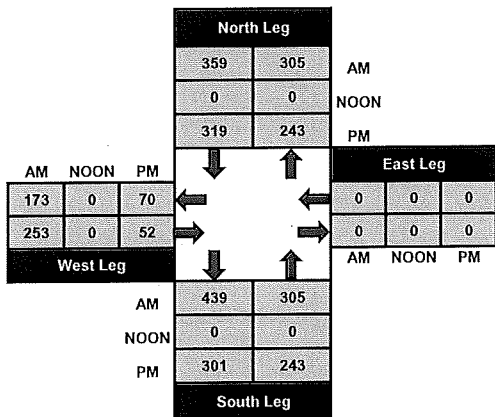 North Leg
359 305 AM
0 0 NOON
319 243 PM
AM NOON PM
East Leg
173 0 70
0 0 0
253 0 52
0 0 0
West Leg
AM NOON PM
AM 439 305
NOON 0 0
PM 301 243
South Leg